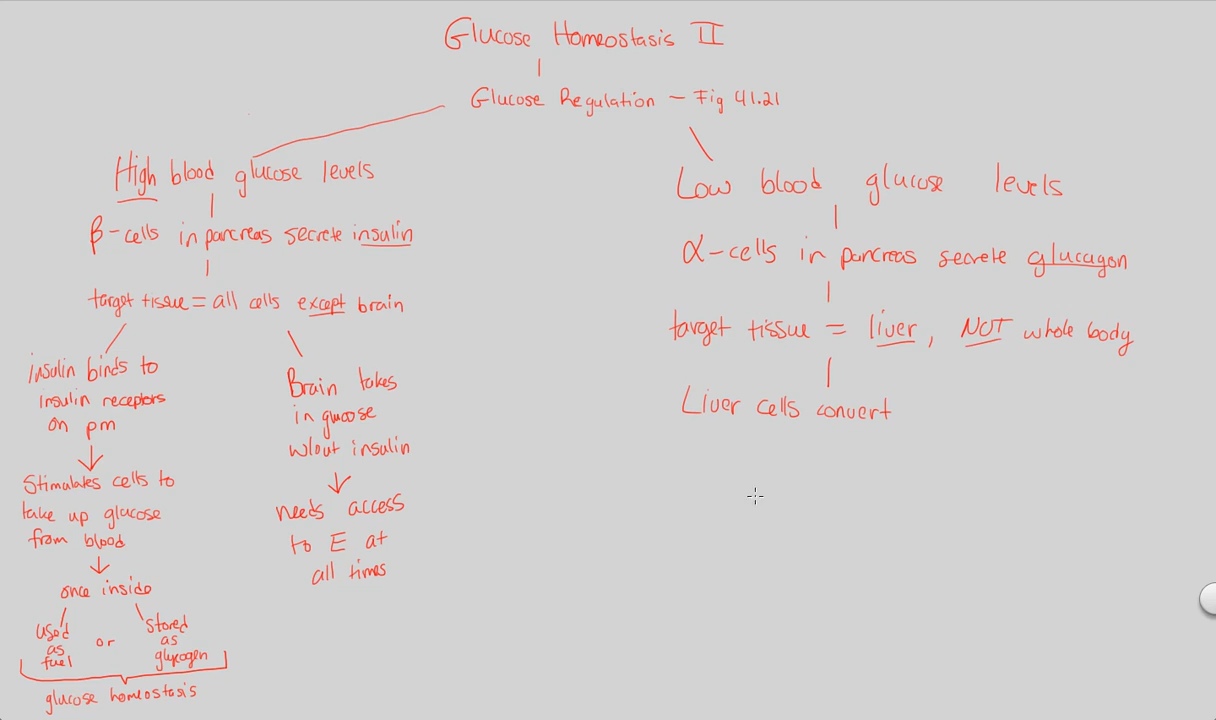 Glucose Homeostasis II
Glucose Regulation - Fig 41.21
High blood glucose levels
β-cells in pancreas secrete insulin
target tissue = all cells except brain
insulin binds to
insulin receptors
on pm
Stimulates cells to
take up glucose
from blood
once inside
used
as
fuel
or
stored
as
glycogen
glucose homeostasis
Brain takes
in glucose
w/out insulin
needs access
to E at
all times
Low blood glucose levels
α-cells in pancreas secrete glucagon
target tissue = liver, NOT whole body
Liver cells convert